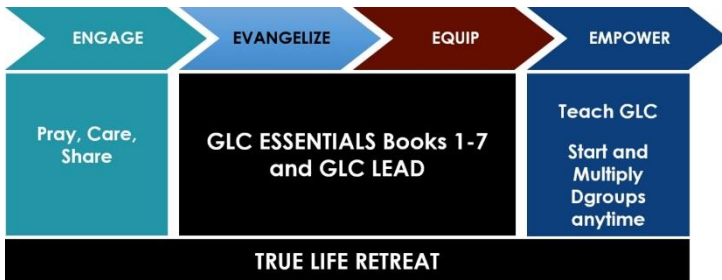 ENGAGE
EVANGELIZE
EQUIP
EMPOWER
Pray, Care,
Share
GLC ESSENTIALS Books 1-7
and GLC LEAD
Teach GLC
Start and
Multiply
Dgroups
anytime
TRUE LIFE RETREAT